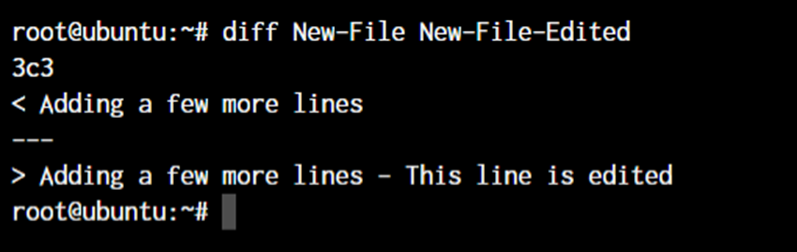 root@ubuntu:~# diff New-File New-File-Edited
3c3
< Adding a few more lines
---
> Adding a few more lines - This line is edited
root@ubuntu:~#